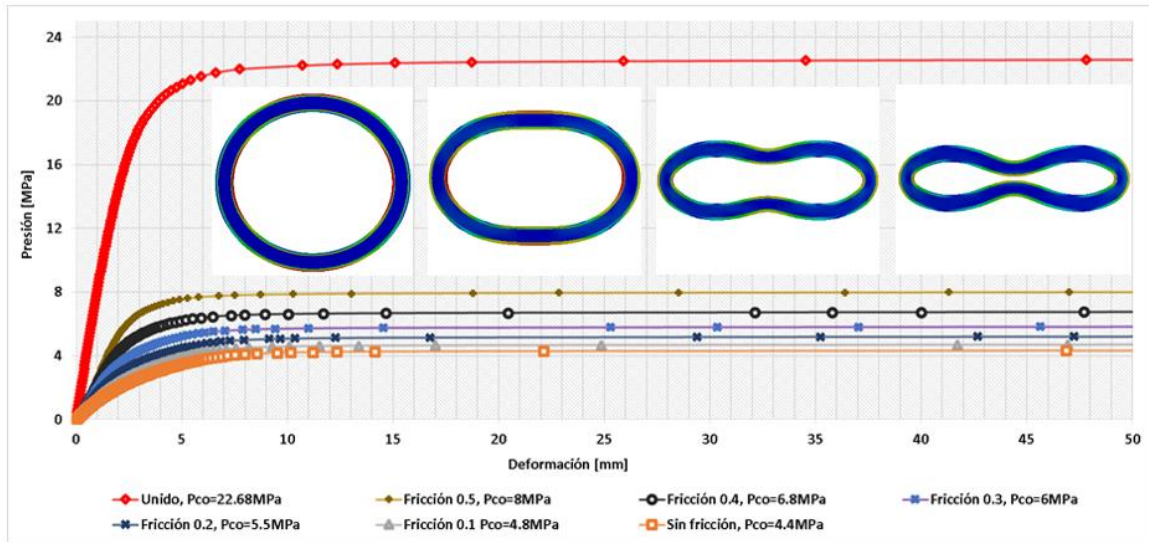 24
20
16
12
8
4
0
Presión [MPa]
0 5 10 15 20 25 30 35 40 45 50
Deformación [mm]
Unido, Pco=22.68MPa Fricción 0.5, Pco=8MPa Fricción 0.4, Pco=6.8MPa Fricción 0.3, Pco=6MPa
Fricción 0.2, Pco=5.5MPa Fricción 0.1 Pco=4.8MPa Sin fricción, Pco=4.4MPa